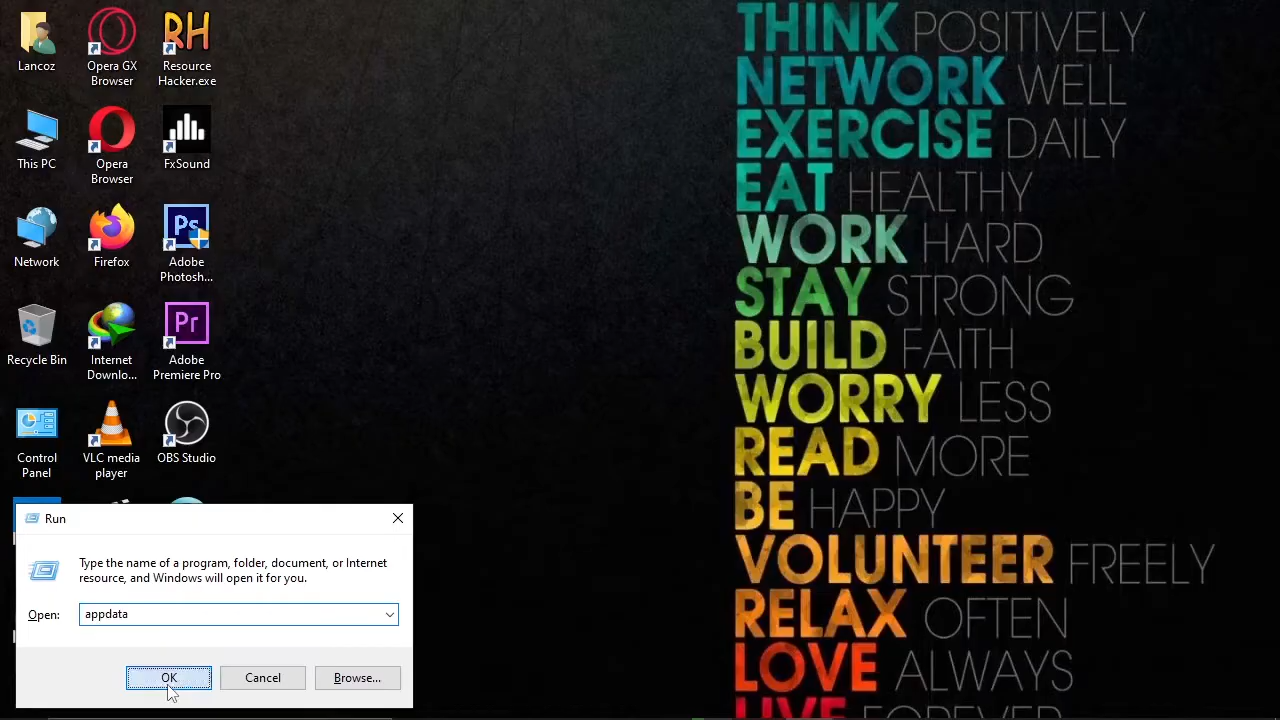 Lancoz
Opera GX
Browser
RH
Resource
Hacker.exe
This PC
Opera
Browser
FxSound
Network
Firefox
Ps
Adobe
Photosh...
Recycle Bin
Internet
Downlo...
Pr
Adobe
Premiere Pro
Control
Panel
VLC media
player
OBS Studio
Run
Type the name of a program, folder, document, or Internet
resource, and Windows will open it for you.
Open: appdata
OK Cancel Browse...
THINK POSITIVELY
NETWORK WELL
EXERCISE DAILY
EAT HEALTHY
WORK HARD
STAY STRONG
BUILD FAITH
WORRY LESS
READ MORE
BE HAPPY
VOLUNTEER FREELY
RELAX OFTEN
LOVE ALWAYS
LIVE FOREVER